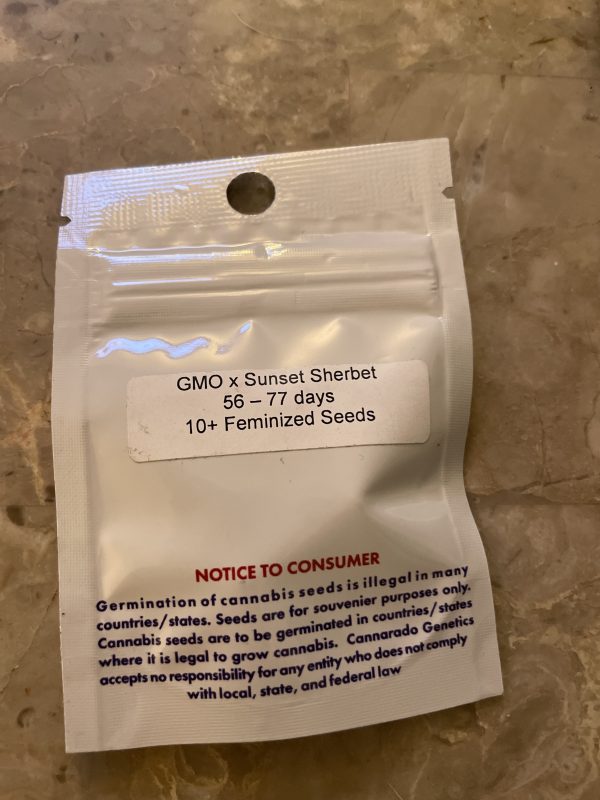 GMO x Sunset Sherbet
56 – 77 days
10+ Feminized Seeds
NOTICE TO CONSUMER
Germination of cannabis seeds is illegal in many
countries/states. Seeds are for souvenier purposes only.
Cannabis seeds are to be germinated in countries/states
where it is legal to grow cannabis. Cannarado Genetics
accepts no responsibility for any entity who does not comply
with local, state, and federal law